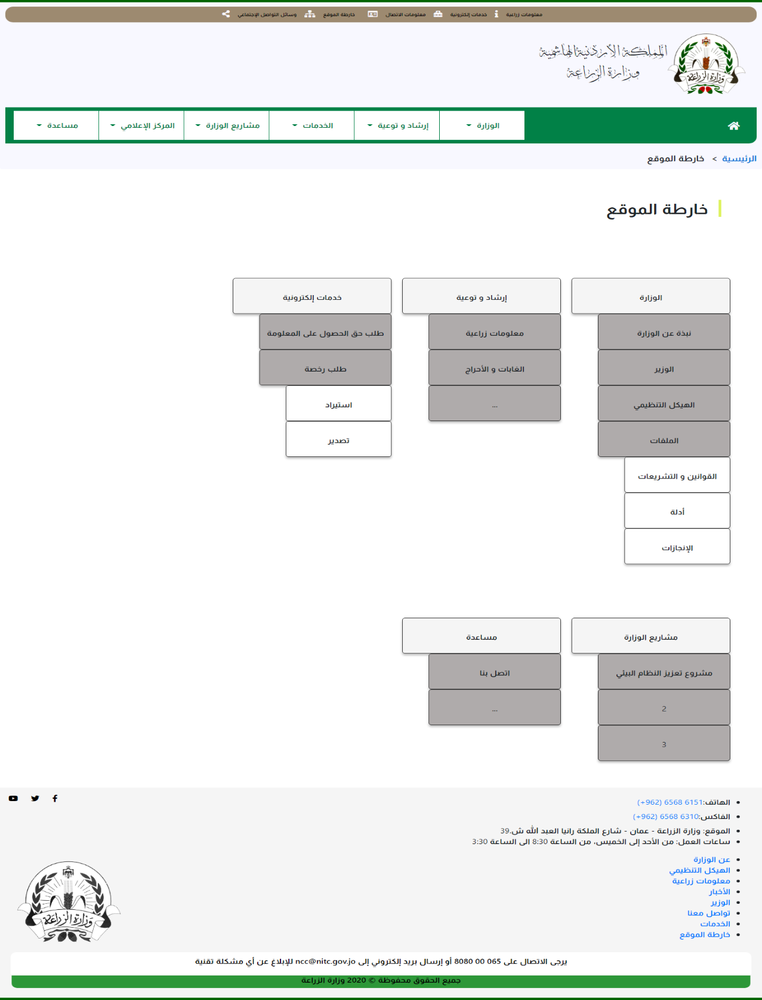 معلومات زراعية خدمات إلكترونية معلومات الاتصال خارطة الموقع وسائل التواصل الإجتماعي
المملكة الأردنية الهاشمية
وزارة الزراعة
وزارة الزراعة
الوزارة إرشاد و توعية الخدمات مشاريع الوزارة المركز الإعلامي مساعدة
الرئيسية > خارطة الموقع
خارطة الموقع
الوزارة
نبذة عن الوزارة
الوزير
الهيكل التنظيمي
الملفات
القوانين و التشريعات
أدلة
الإنجازات
إرشاد و توعية
معلومات زراعية
الغابات و الأحراج
...
خدمات إلكترونية
طلب حق الحصول على المعلومة
طلب رخصة
استيراد
تصدير
مشاريع الوزارة
مشروع تعزيز النظام البيئي
2
3
مساعدة
اتصل بنا
...
الهاتف:6151 6568 (962+)
الفاكس:6310 6568 (962+)
الموقع: وزارة الزراعة - عمان - شارع الملكة رانيا العبد الله ش.39
ساعات العمل: من الأحد إلى الخميس، من الساعة 8:30 الى الساعة 3:30
عن الوزارة
الهيكل التنظيمي
معلومات زراعية
الأخبار
الوزير
تواصل معنا
الخدمات
خارطة الموقع
وزارة الزراعة
يرجى الاتصال على 065 00 8080 أو إرسال بريد إلكتروني إلى ncc@nitc.gov.jo للإبلاغ عن أي مشكلة تقنية
جميع الحقوق محفوظة © 2020 وزارة الزراعة